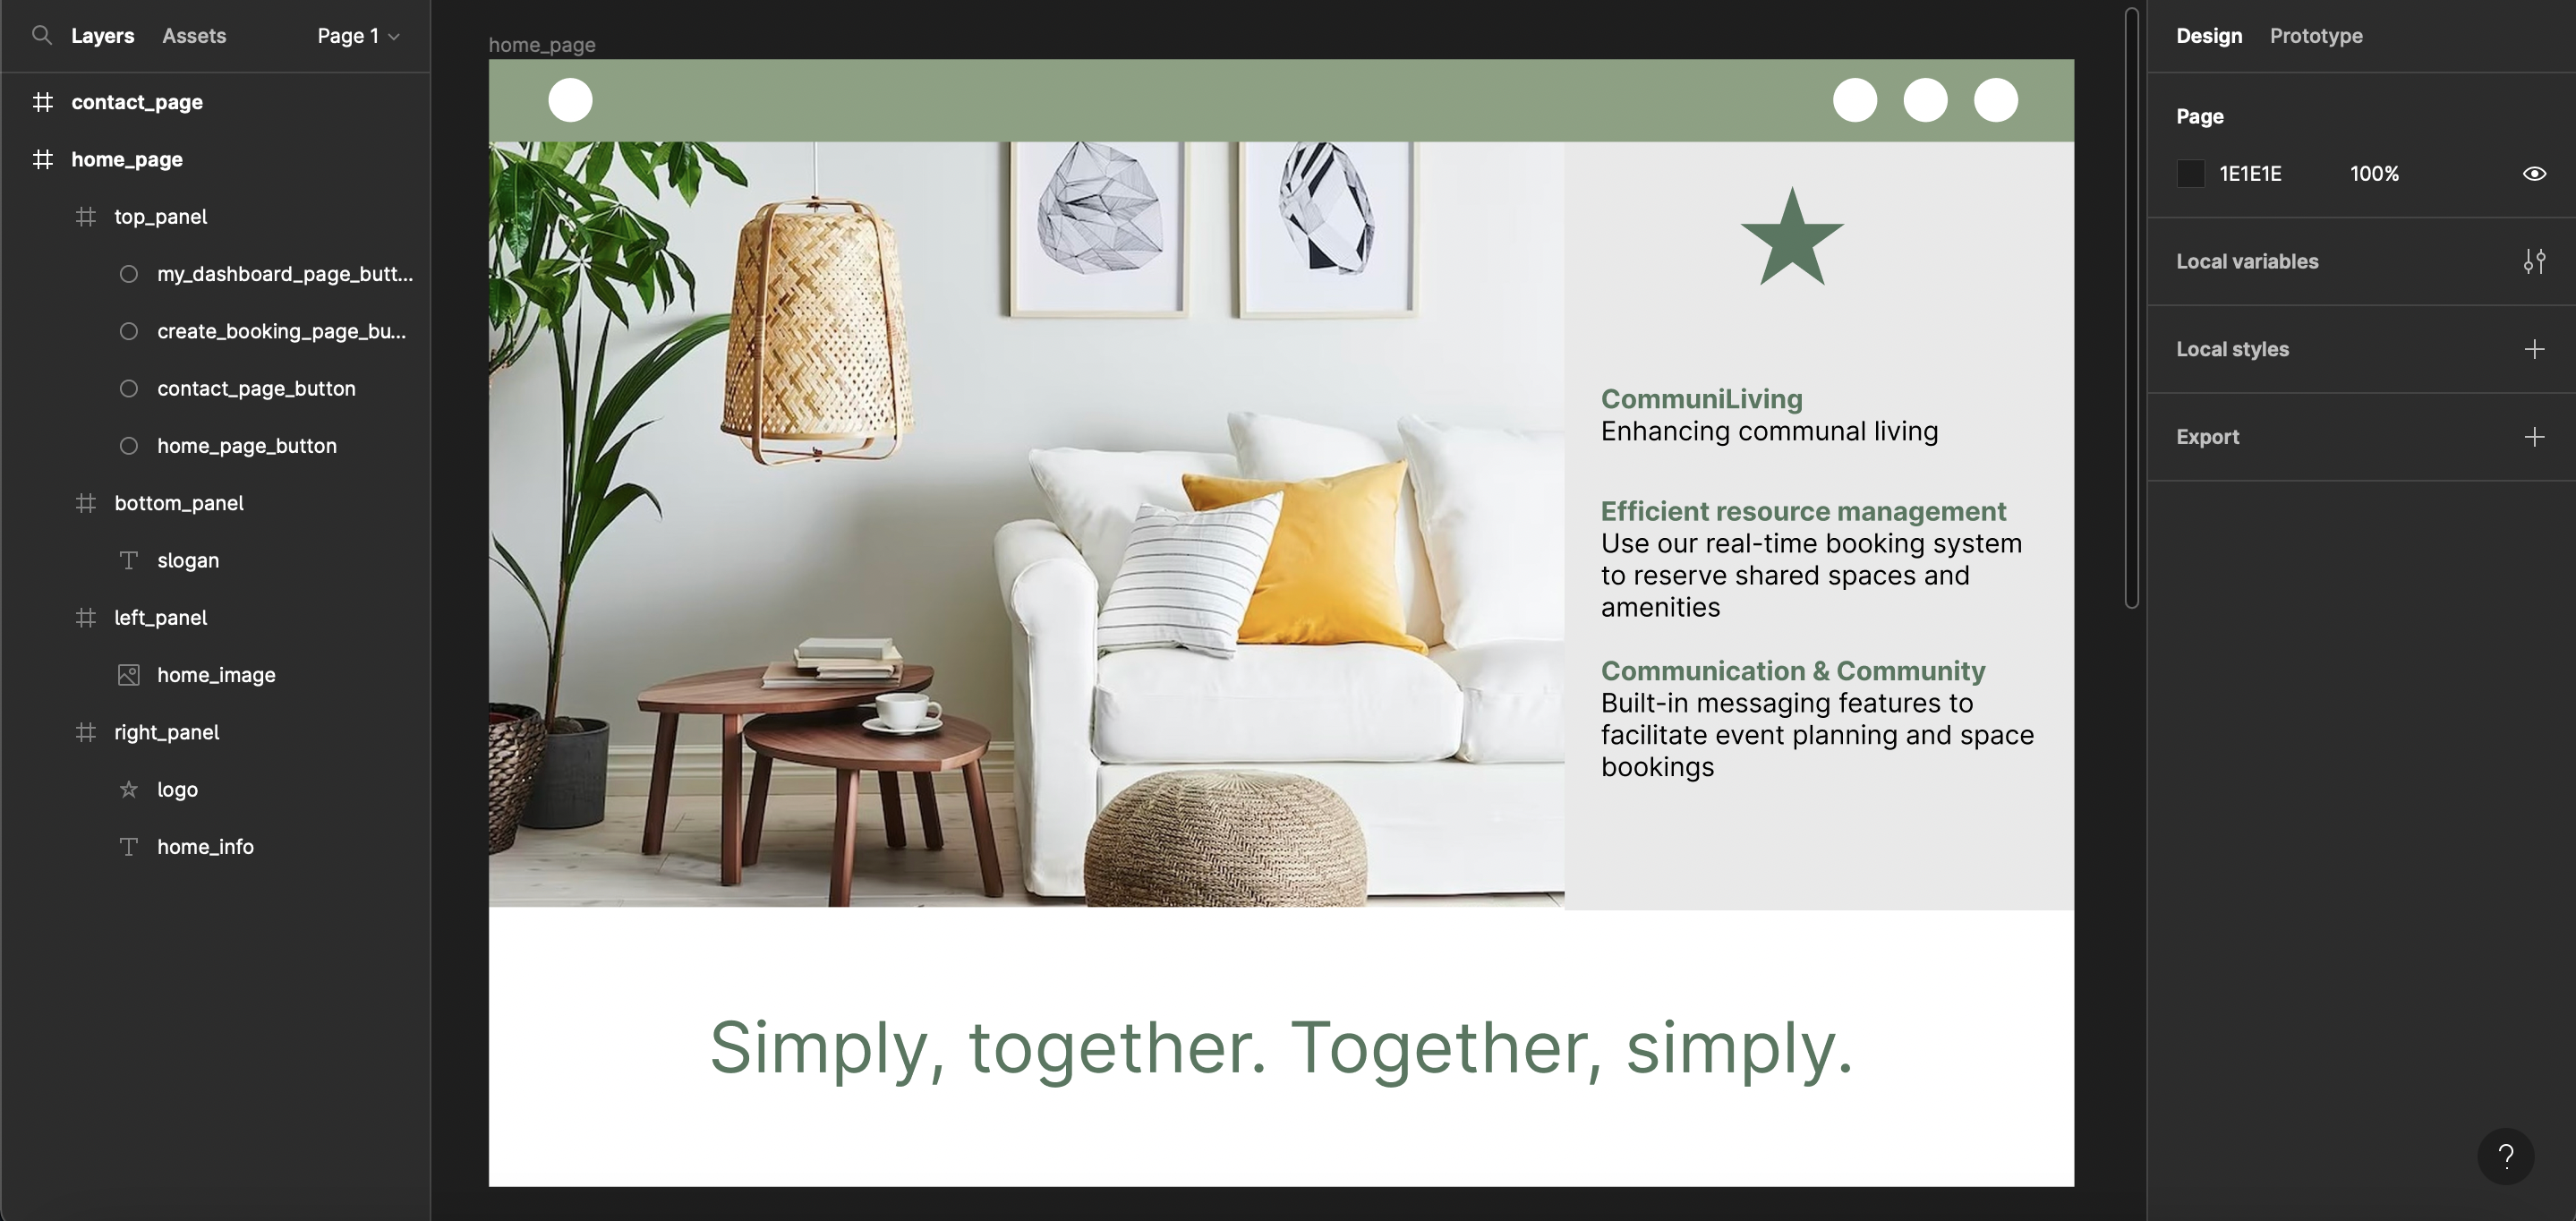 Layers Assets Page 1
contact_page
home_page
top_panel
my_dashboard_page_butt...
create_booking_page_bu...
contact_page_button
home_page_button
bottom_panel
slogan
left_panel
home_image
right_panel
logo
home_info
home_page
CommuniLiving
Enhancing communal living
Efficient resource management
Use our real-time booking system
to reserve shared spaces and
amenities
Communication & Community
Built-in messaging features to
facilitate event planning and space
bookings
Simply, together. Together, simply.
Design Prototype
Page
1E1E1E 100%
Local variables
Local styles
Export
?